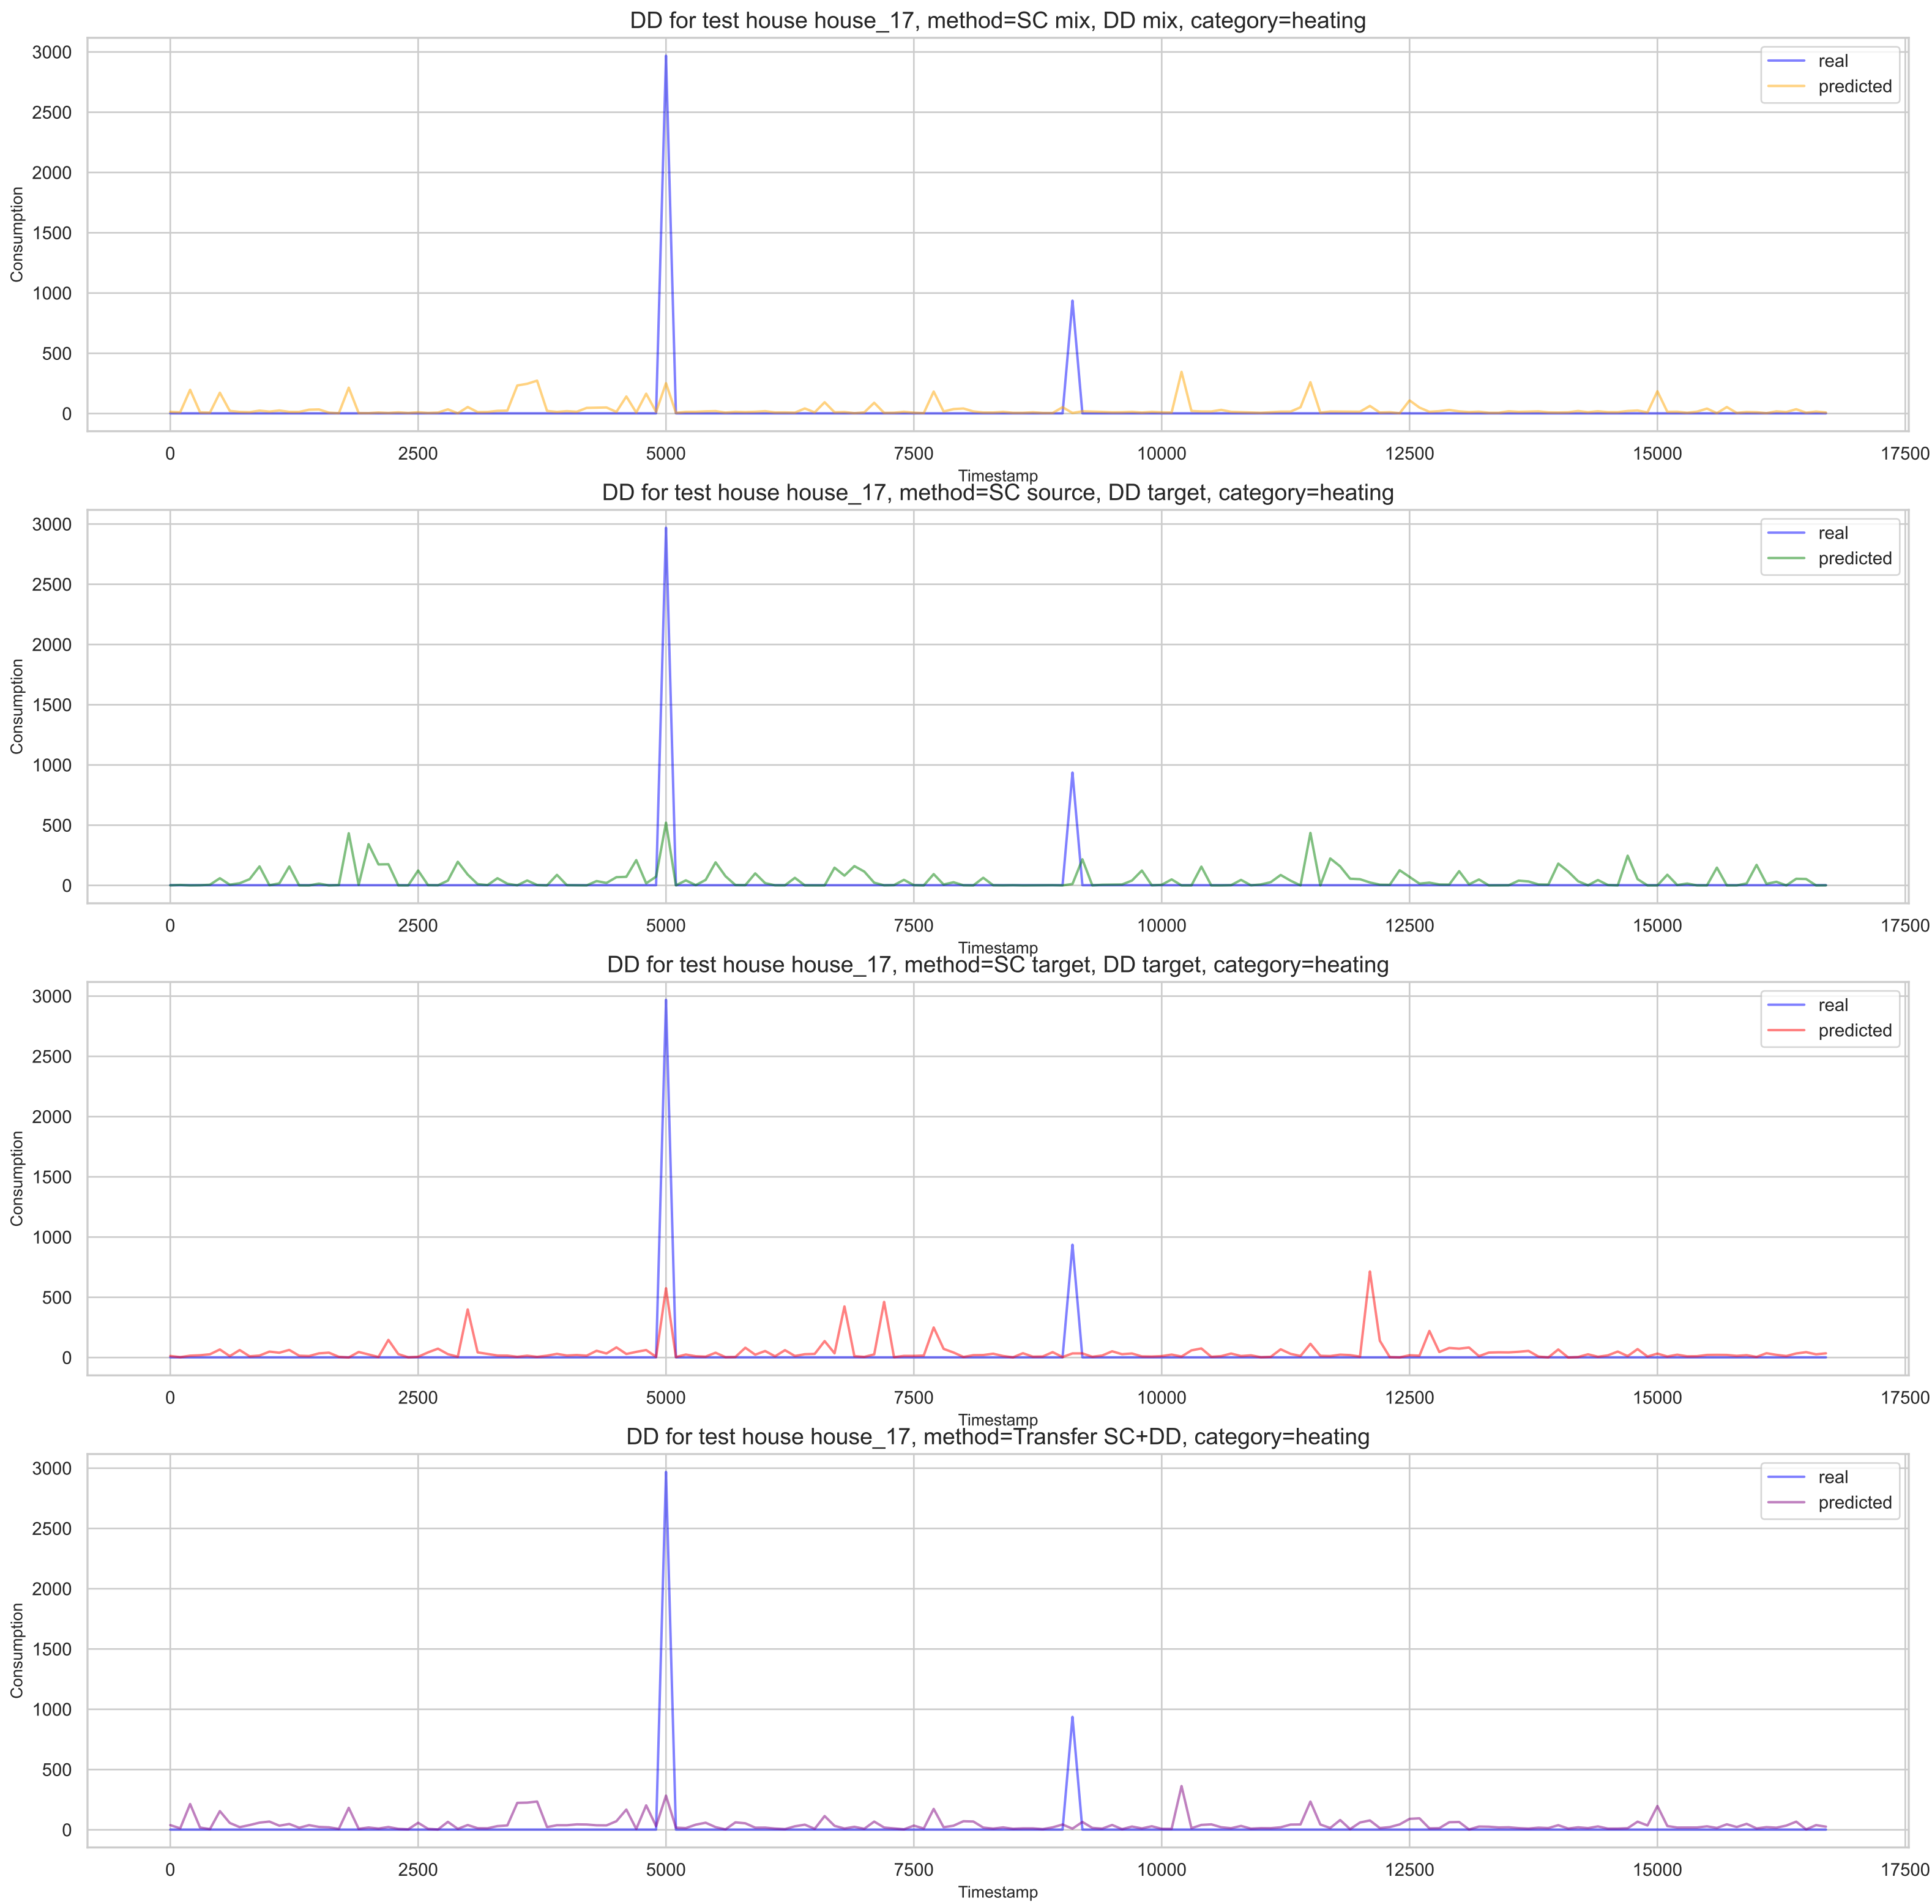 DD for test house house_17, method=SC mix, DD mix, category=heating
3000
2500
2000
1500
1000
500
0
Consumption
real
predicted
0 2500 5000 7500 10000 12500 15000 17500
Timestamp
DD for test house house_17, method=SC source, DD target, category=heating
3000
2500
2000
1500
1000
500
0
Consumption
real
predicted
0 2500 5000 7500 10000 12500 15000 17500
Timestamp
DD for test house house_17, method=SC target, DD target, category=heating
3000
2500
2000
1500
1000
500
0
Consumption
real
predicted
0 2500 5000 7500 10000 12500 15000 17500
Timestamp
DD for test house house_17, method=Transfer SC+DD, category=heating
3000
2500
2000
1500
1000
500
0
Consumption
real
predicted
0 2500 5000 7500 10000 12500 15000 17500
Timestamp